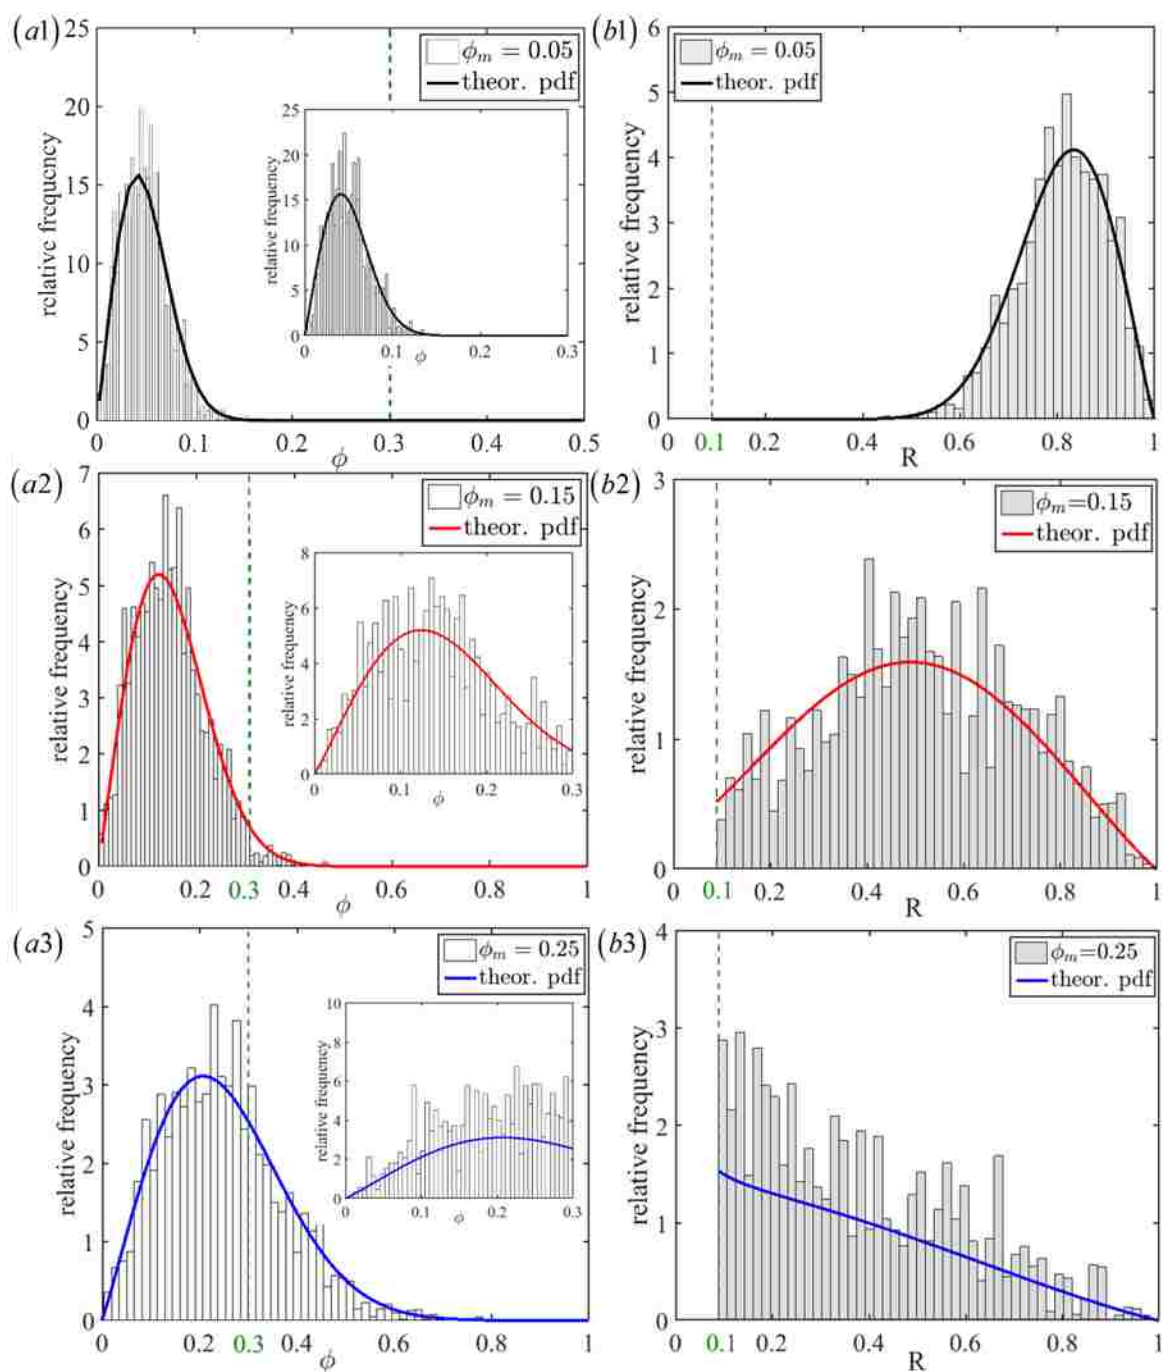 (a1)
25
20
15
10
5
0
relative frequency
ϕm = 0.05
theor. pdf
25
20
15
10
5
0
relative frequency
0 0.1 0.2 0.3
ϕ
0 0.1 0.2 0.3 0.4 0.5
ϕ
(b1)
6
5
4
3
2
1
0
relative frequency
ϕm = 0.05
theor. pdf
0 0.1 0.2 0.4 0.6 0.8 1
R
(a2)
7
6
5
4
3
2
1
0
relative frequency
ϕm = 0.15
theor. pdf
8
6
4
2
0
relative frequency
0 0.1 0.2 0.3
ϕ
0 0.2 0.3 0.4 0.6 0.8 1
ϕ
(b2)
3
2
1
0
relative frequency
ϕm=0.15
theor. pdf
0 0.1 0.2 0.4 0.6 0.8 1
R
(a3)
5
4
3
2
1
0
relative frequency
ϕm = 0.25
theor. pdf
10
8
6
4
2
0
relative frequency
0 0.1 0.2 0.3
ϕ
0 0.2 0.3 0.4 0.6 0.8 1
ϕ
(b3)
4
3
2
1
0
relative frequency
ϕm=0.25
theor. pdf
0 0.1 0.2 0.4 0.6 0.8 1
R